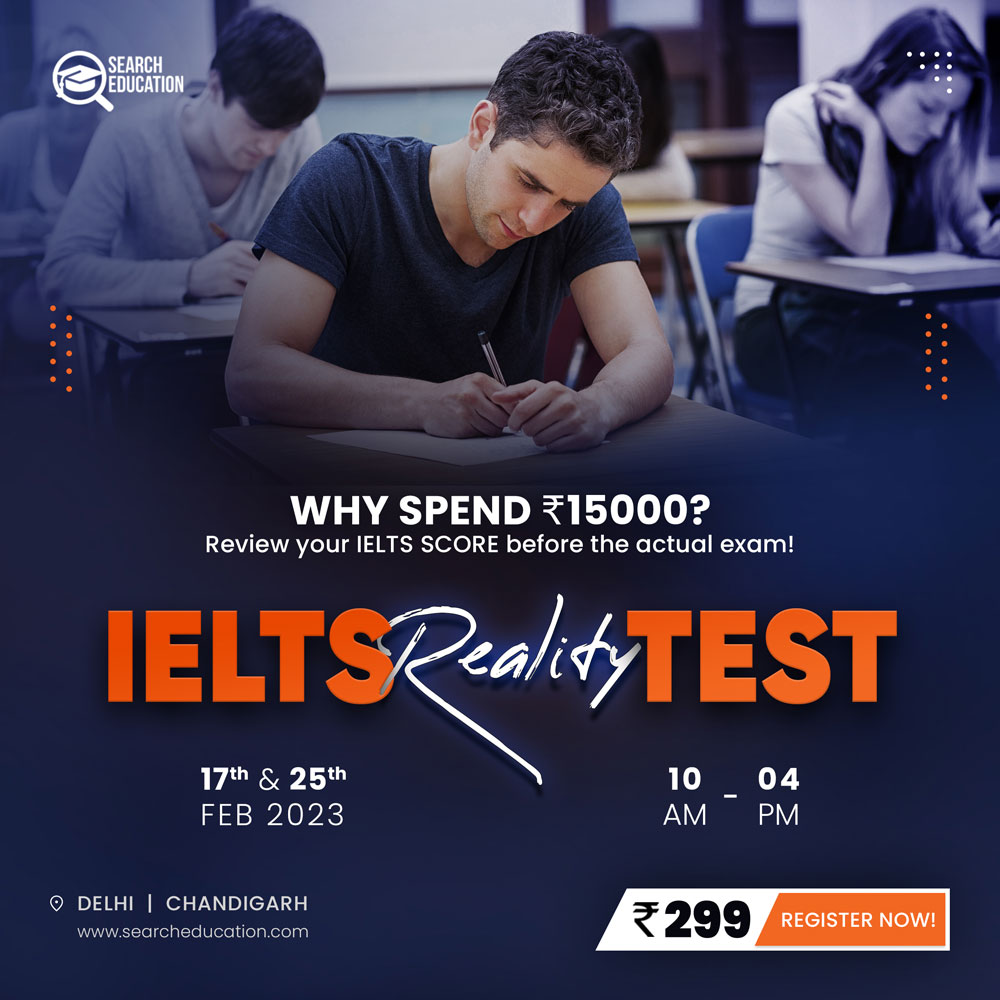 SEARCH
EDUCATION
WHY SPEND ₹15000?
Review your IELTS SCORE before the actual exam!
IELTS Reality TEST
17th & 25th
FEB 2023
10 - 04
AM PM
DELHI | CHANDIGARH
www.searcheducation.com
₹299 REGISTER NOW!